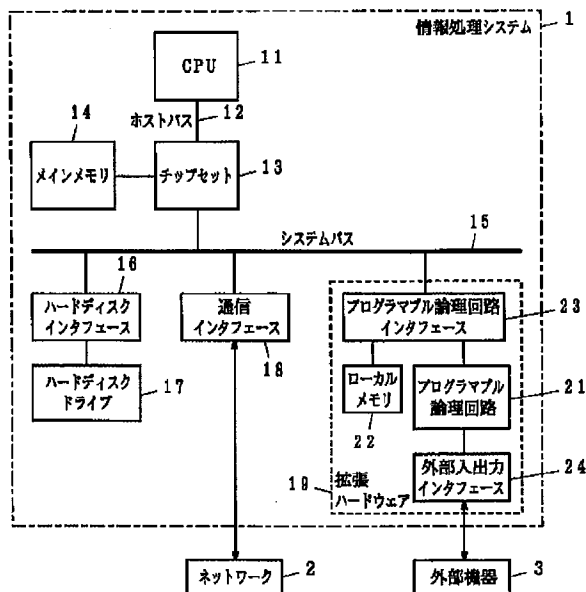 情報処理システム
1
CPU
11
ホストバス
12
14
メインメモリ
チップセット
13
システムバス
15
16
ハードディスク
インタフェース
通信
インタフェース
18
プログラマブル論理回路
インタフェース
23
ハードディスク
ドライブ
17
ローカル
メモリ
22
プログラマブル
論理回路
21
外部入出力
インタフェース
24
19
拡張
ハードウェア
ネットワーク
2
外部機器
3